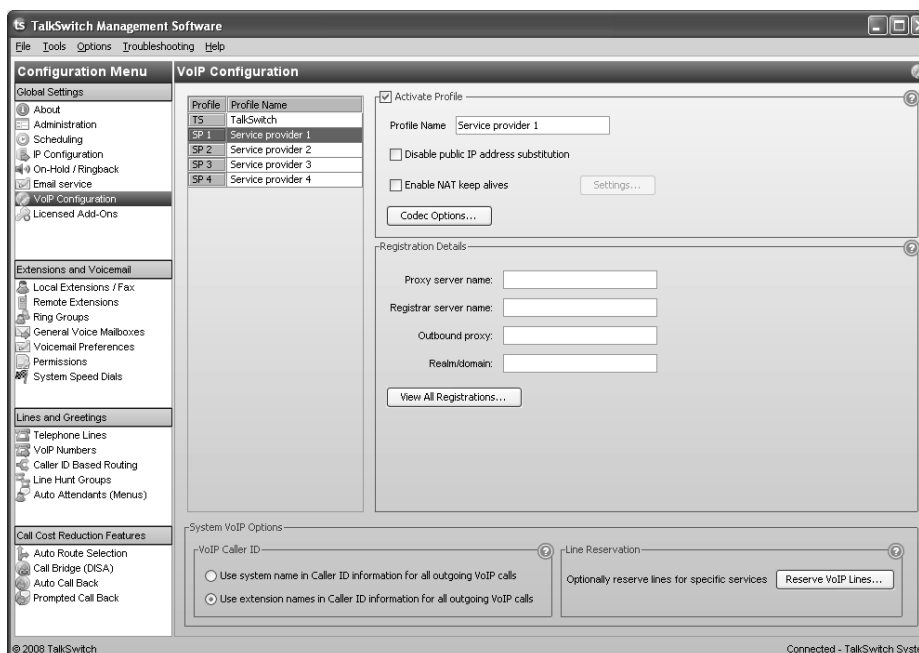 ts TalkSwitch Management Software
File Tools Options Troubleshooting Help
Configuration Menu
Global Settings
About
Administration
Scheduling
IP Configuration
On-Hold / Ringback
Email service
VoIP Configuration
Licensed Add-Ons
Extensions and Voicemail
Local Extensions / Fax
Remote Extensions
Ring Groups
General Voice Mailboxes
Voicemail Preferences
Permissions
System Speed Dials
Lines and Greetings
Telephone Lines
VoIP Numbers
Caller ID Based Routing
Line Hunt Groups
Auto Attendants (Menus)
Call Cost Reduction Features
Auto Route Selection
Call Bridge (DISA)
Auto Call Back
Prompted Call Back
VoIP Configuration
Profile Profile Name
TS TalkSwitch
SP 1 Service provider 1
SP 2 Service provider 2
SP 3 Service provider 3
SP 4 Service provider 4
Activate Profile
Profile Name Service provider 1
Disable public IP address substitution
Enable NAT keep alives Settings...
Codec Options...
Registration Details
Proxy server name:
Registrar server name:
Outbound proxy:
Realm/domain:
View All Registrations...
System VoIP Options
VoIP Caller ID
Use system name in Caller ID information for all outgoing VoIP calls
Use extension names in Caller ID information for all outgoing VoIP calls
Line Reservation
Optionally reserve lines for specific services Reserve VoIP Lines...
© 2008 TalkSwitch
Connected - TalkSwitch Syst